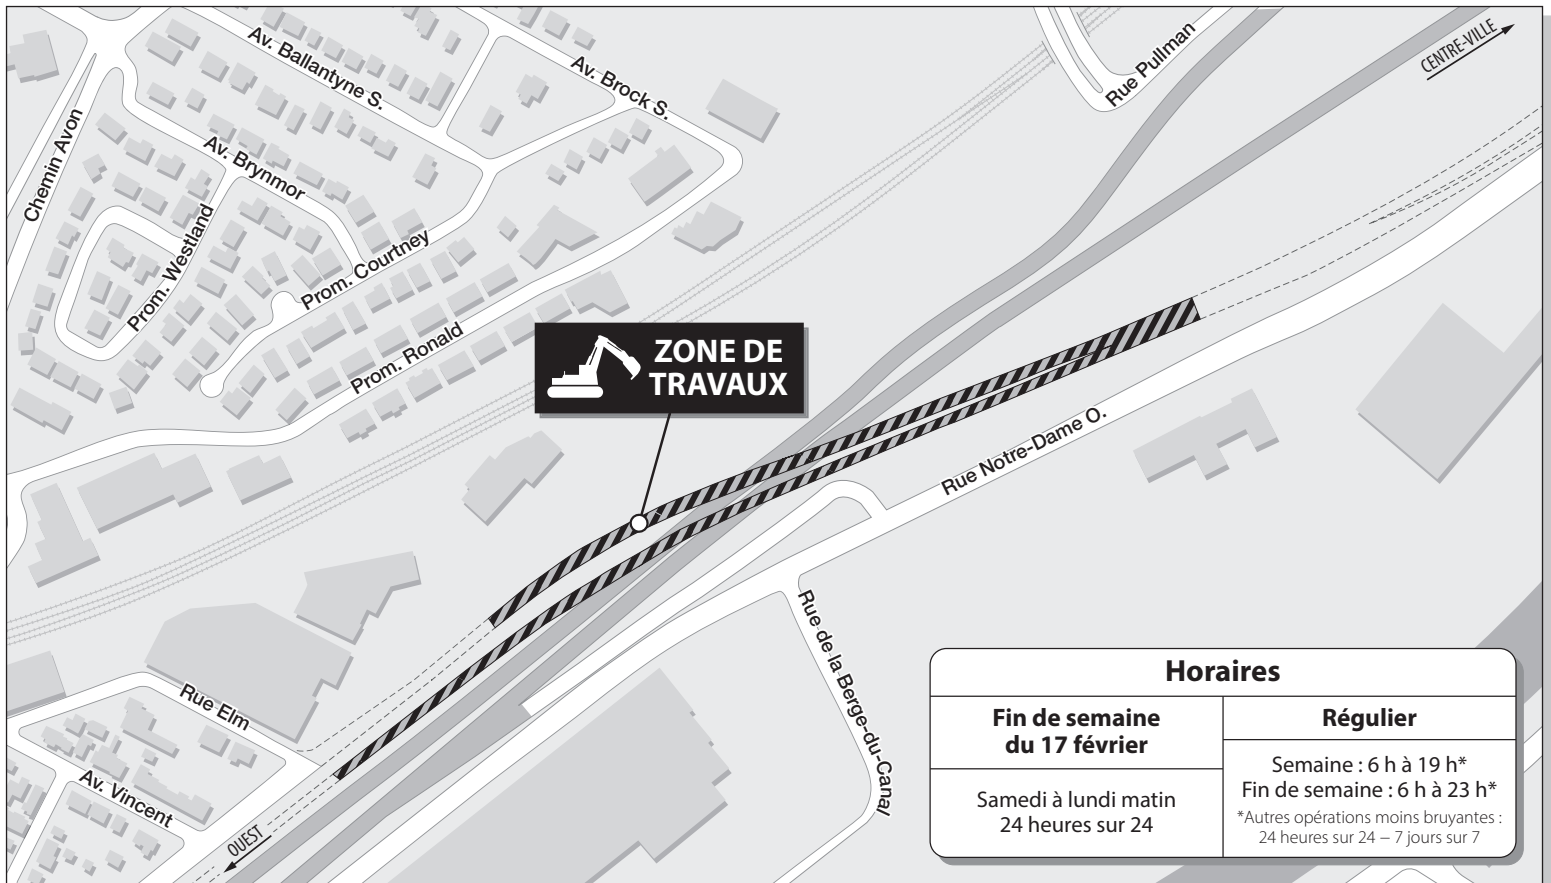 Av. Ballantyne S.
Av. Brock S.
Rue Pullman
CENTRE-VILLE
Chemin Avon
Av. Brynmor
Prom. Westland
Prom. Courtney
Prom. Ronald
ZONE DE
TRAVAUX
Rue Notre-Dame O.
Rue de la Berge-du-Canal
Rue Elm
Av. Vincent
OUEST
Horaires
Fin de semaine
du 17 février
Samedi à lundi matin
24 heures sur 24
Régulier
Semaine : 6 h à 19 h*
Fin de semaine : 6 h à 23 h*
*Autres opérations moins bruyantes :
24 heures sur 24 – 7 jours sur 7